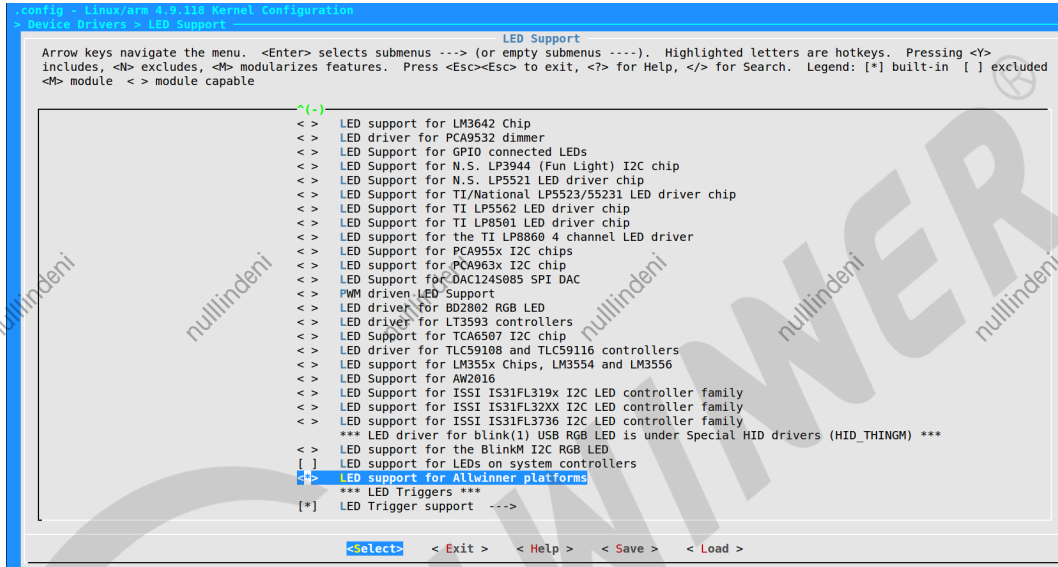 .config - Linux/arm 4.9.118 Kernel Configuration
> Device Drivers > LED Support
LED Support
Arrow keys navigate the menu.  <Enter> selects submenus ---> (or empty submenus ----).  Highlighted letters are hotkeys.  Pressing <Y>
includes, <N> excludes, <M> modularizes features.  Press <Esc><Esc> to exit, <?> for Help, </> for Search.  Legend: [*] built-in  [ ] excluded
<M> module  < > module capable
^(-)
< >   LED support for LM3642 Chip
< >   LED driver for PCA9532 dimmer
< >   LED Support for GPIO connected LEDs
< >   LED Support for N.S. LP3944 (Fun Light) I2C chip
< >   LED Support for N.S. LP5521 LED driver chip
< >   LED Support for TI/National LP5523/55231 LED driver chip
< >   LED Support for TI LP5562 LED driver chip
< >   LED Support for TI LP8501 LED driver chip
< >   LED Support for the TI LP8860 4 channel LED driver
< >   LED Support for PCA955x I2C chips
< >   LED support for PCA963x I2C chip
< >   LED Support for DAC124S085 SPI DAC
< >   PWM driven LED Support
< >   LED driver for BD2802 RGB LED
< >   LED driver for LT3593 controllers
< >   LED Support for TCA6507 I2C chip
< >   LED driver for TLC59108 and TLC59116 controllers
< >   LED support for LM355x Chips, LM3554 and LM3556
< >   LED Support for AW2016
< >   LED Support for ISSI IS31FL319x I2C LED controller family
< >   LED support for ISSI IS31FL32XX I2C LED controller family
< >   LED support for ISSI IS31FL3736 I2C LED controller family
*** LED driver for blink(1) USB RGB LED is under Special HID drivers (HID_THINGM) ***
< >   LED support for the BlinkM I2C RGB LED
[ ]   LED support for LEDs on system controllers
<*>   LED support for Allwinner platforms
*** LED Triggers ***
[*]   LED Trigger support  --->
<Select>    < Exit >    < Help >    < Save >    < Load >
nulllindeni
nulllindeni
nulllindeni
nulllindeni
nulllindeni
nulllindeni
nulllindeni
WINNER®